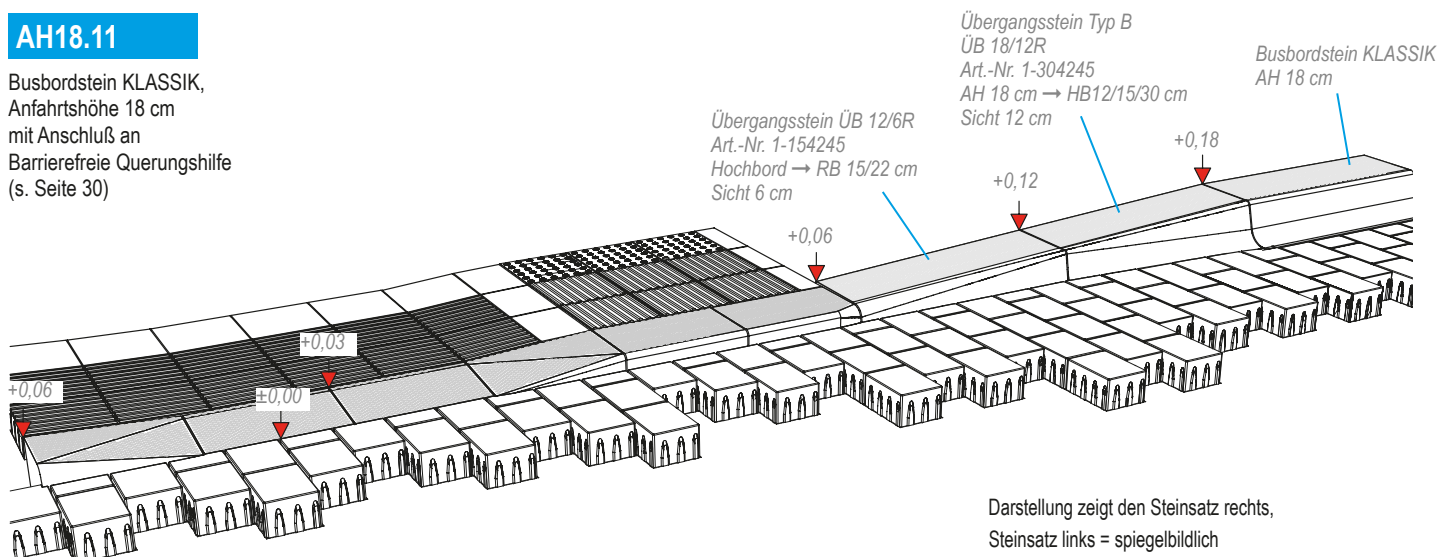 AH18.11
Busbordstein KLASSIK,
Anfahrtshöhe 18 cm
mit Anschluß an
Barrierefreie Querungshilfe
(s. Seite 30)
Übergangsstein ÜB 12/6R
Art.-Nr. 1-154245
Hochbord → RB 15/22 cm
Sicht 6 cm
Übergangsstein Typ B
ÜB 18/12R
Art.-Nr. 1-304245
AH 18 cm → HB12/15/30 cm
Sicht 12 cm
Busbordstein KLASSIK
AH 18 cm
+0,18
+0,12
+0,06
+0,03
+0,06
±0,00
Darstellung zeigt den Steinsatz rechts,
Steinsatz links = spiegelbildlich